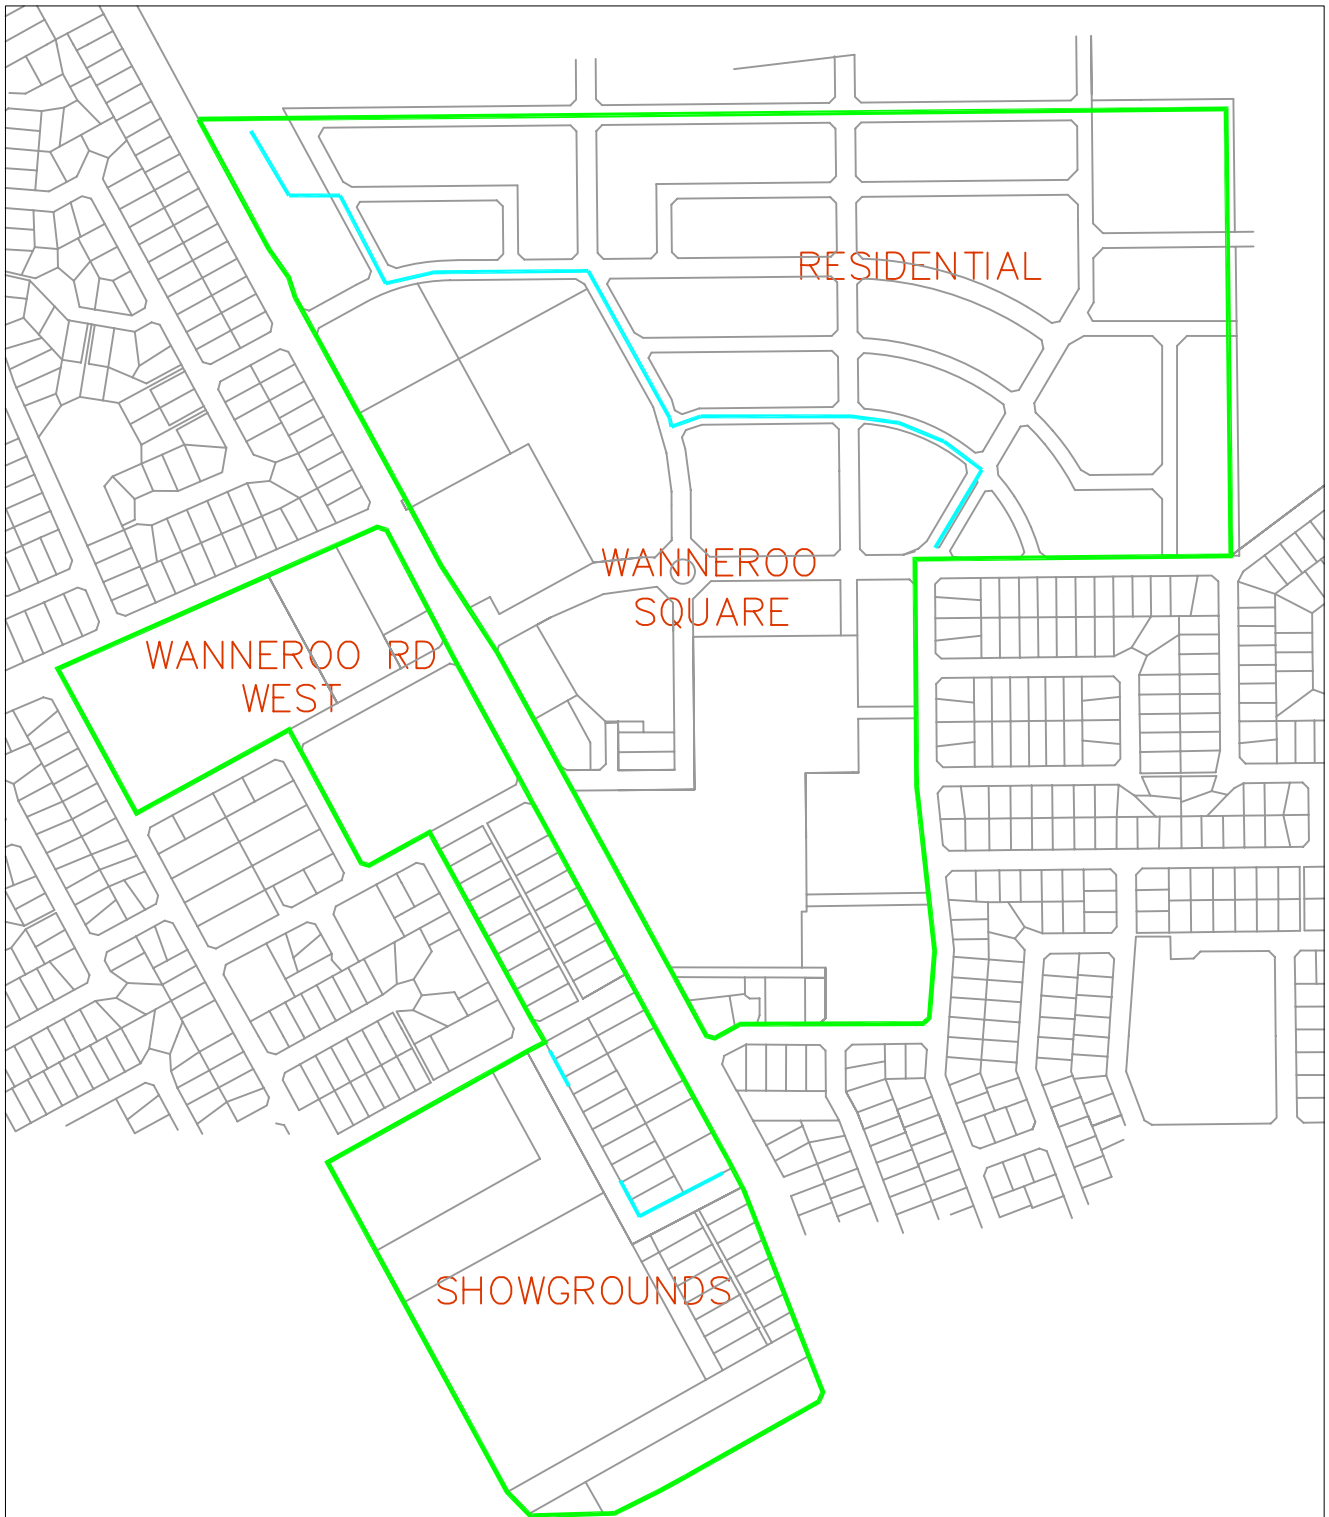 RESIDENTIAL
WANNEROO
SQUARE
WANNEROO RD
WEST
SHOWGROUNDS